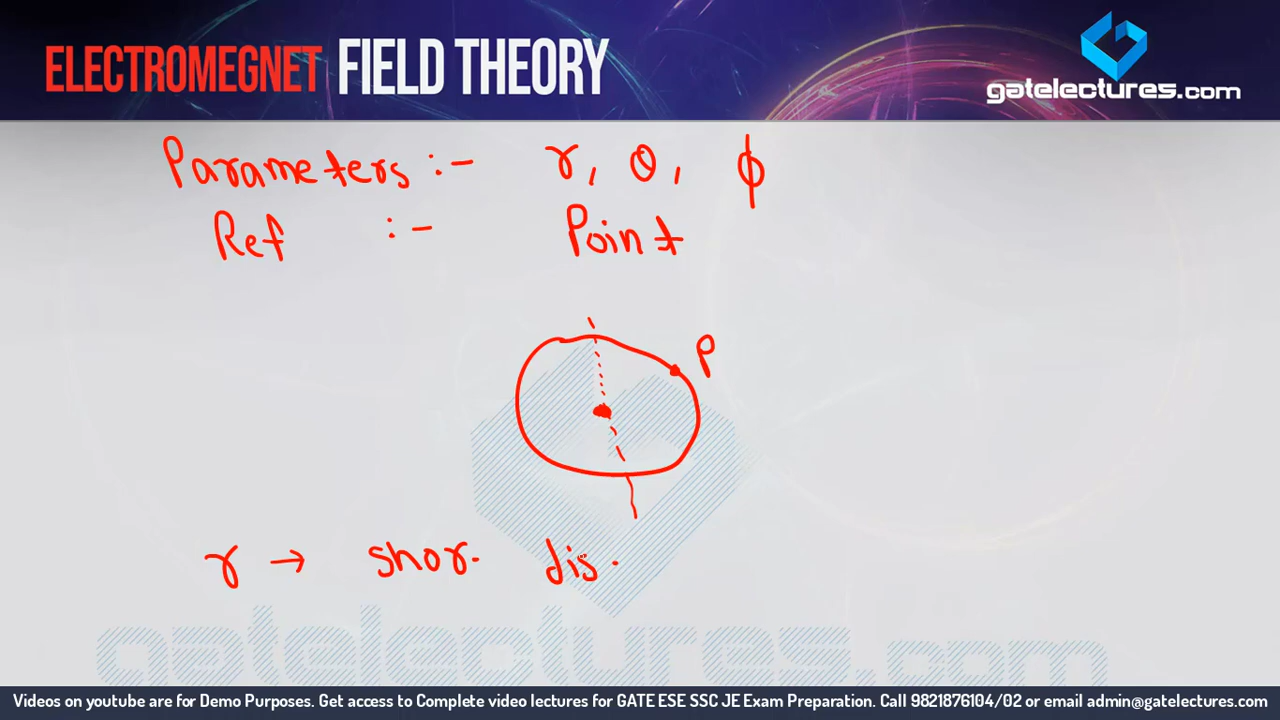 ELECTROMEGNET FIELD THEORY
gatelectures.com
Parameters :- r, θ, ϕ
Ref :- Point
P
r → shor. dis.
gatelectures.com
Videos on youtube are for Demo Purposes. Get access to Complete video lectures for GATE ESE SSC JE Exam Preparation. Call 9821876104/02 or email admin@gatelectures.com